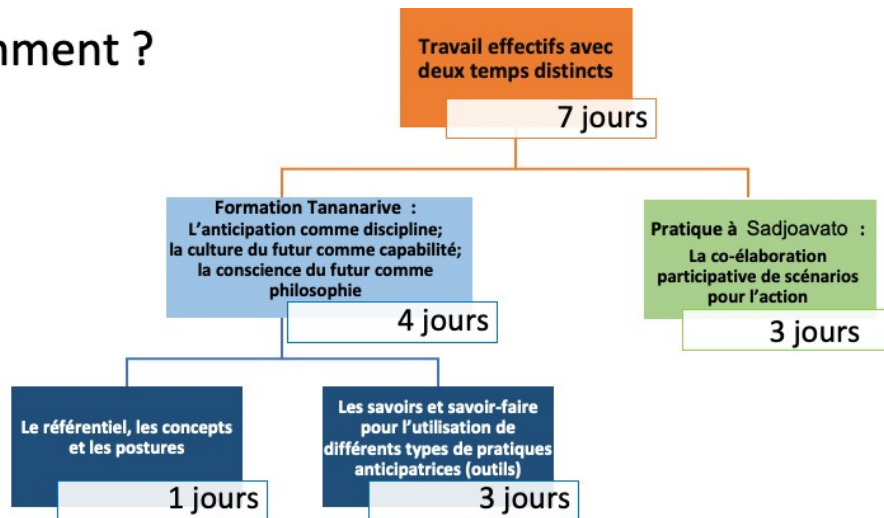 mment ?
Travail effectifs avec
deux temps distincts
7 jours
Formation Tananarive :
L'anticipation comme discipline;
la culture du futur comme capabilité;
la conscience du futur comme
philosophie
4 jours
Pratique à Sadjoavato :
La co-élaboration
participative de scénarios
pour l'action
3 jours
Le référentiel, les concepts
et les postures
1 jours
Les savoirs et savoir-faire
pour l'utilisation de
différents types de pratiques
anticipatrices (outils)
3 jours